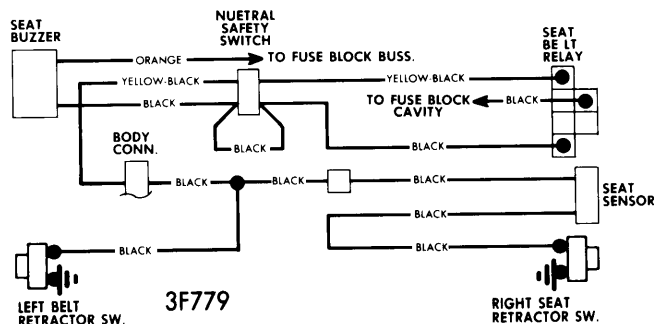 SEAT
BUZZER
NUETRAL
SAFETY
SWITCH
SEAT
BE LT
RELAY
ORANGE
TO FUSE BLOCK BUSS.
YELLOW-BLACK
YELLOW-BLACK
BLACK
TO FUSE BLOCK
CAVITY
BLACK
BLACK
BLACK
BODY
CONN.
BLACK
BLACK
BLACK
SEAT
SENSOR
BLACK
BLACK
BLACK
LEFT BELT
RETRACTOR SW.
3F779
RIGHT SEAT
RETRACTOR SW.